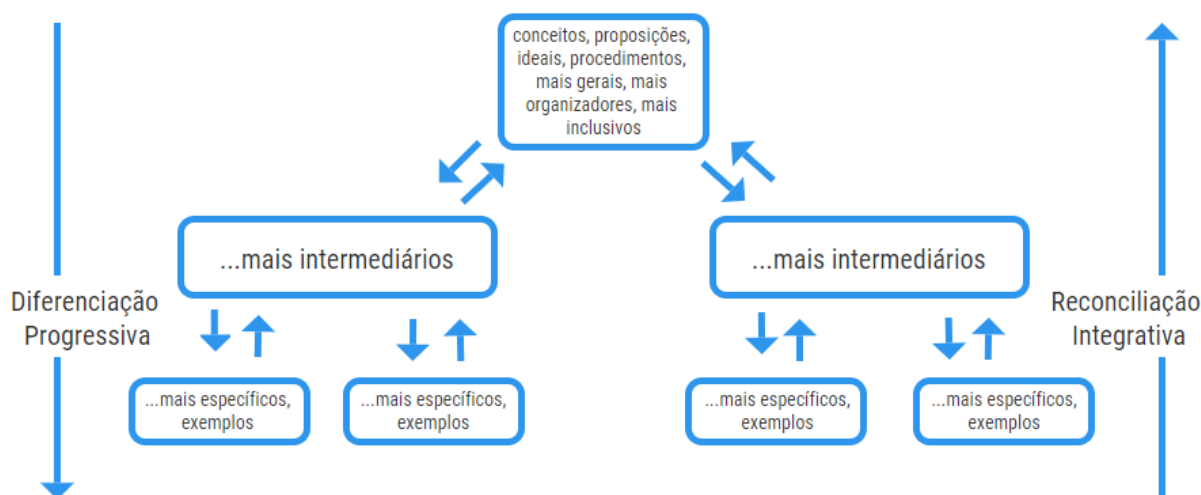 conceitos, proposições,
ideais, procedimentos,
mais gerais, mais
organizadores, mais
inclusivos
...mais intermediários
...mais intermediários
Diferenciação
Progressiva
Reconciliação
Integrativa
...mais específicos,
exemplos
...mais específicos,
exemplos
...mais específicos,
exemplos
...mais específicos,
exemplos